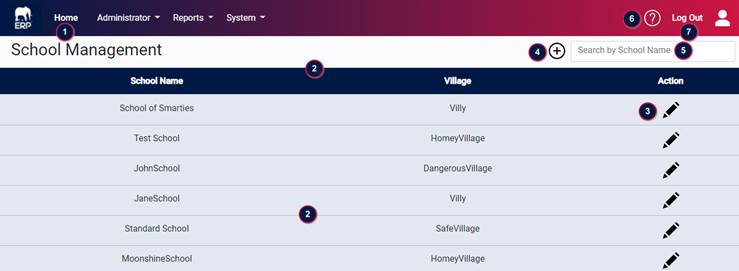 ERP Home Administrator Reports System 6 ? Log Out
1 7
School Management 4 Search by School Name 5
2
School Name Village Action
School of Smarties Villy 3
Test School HomeyVillage
JohnSchool DangerousVillage
JaneSchool Villy
2
Standard School SafeVillage
MoonshineSchool HomeyVillage